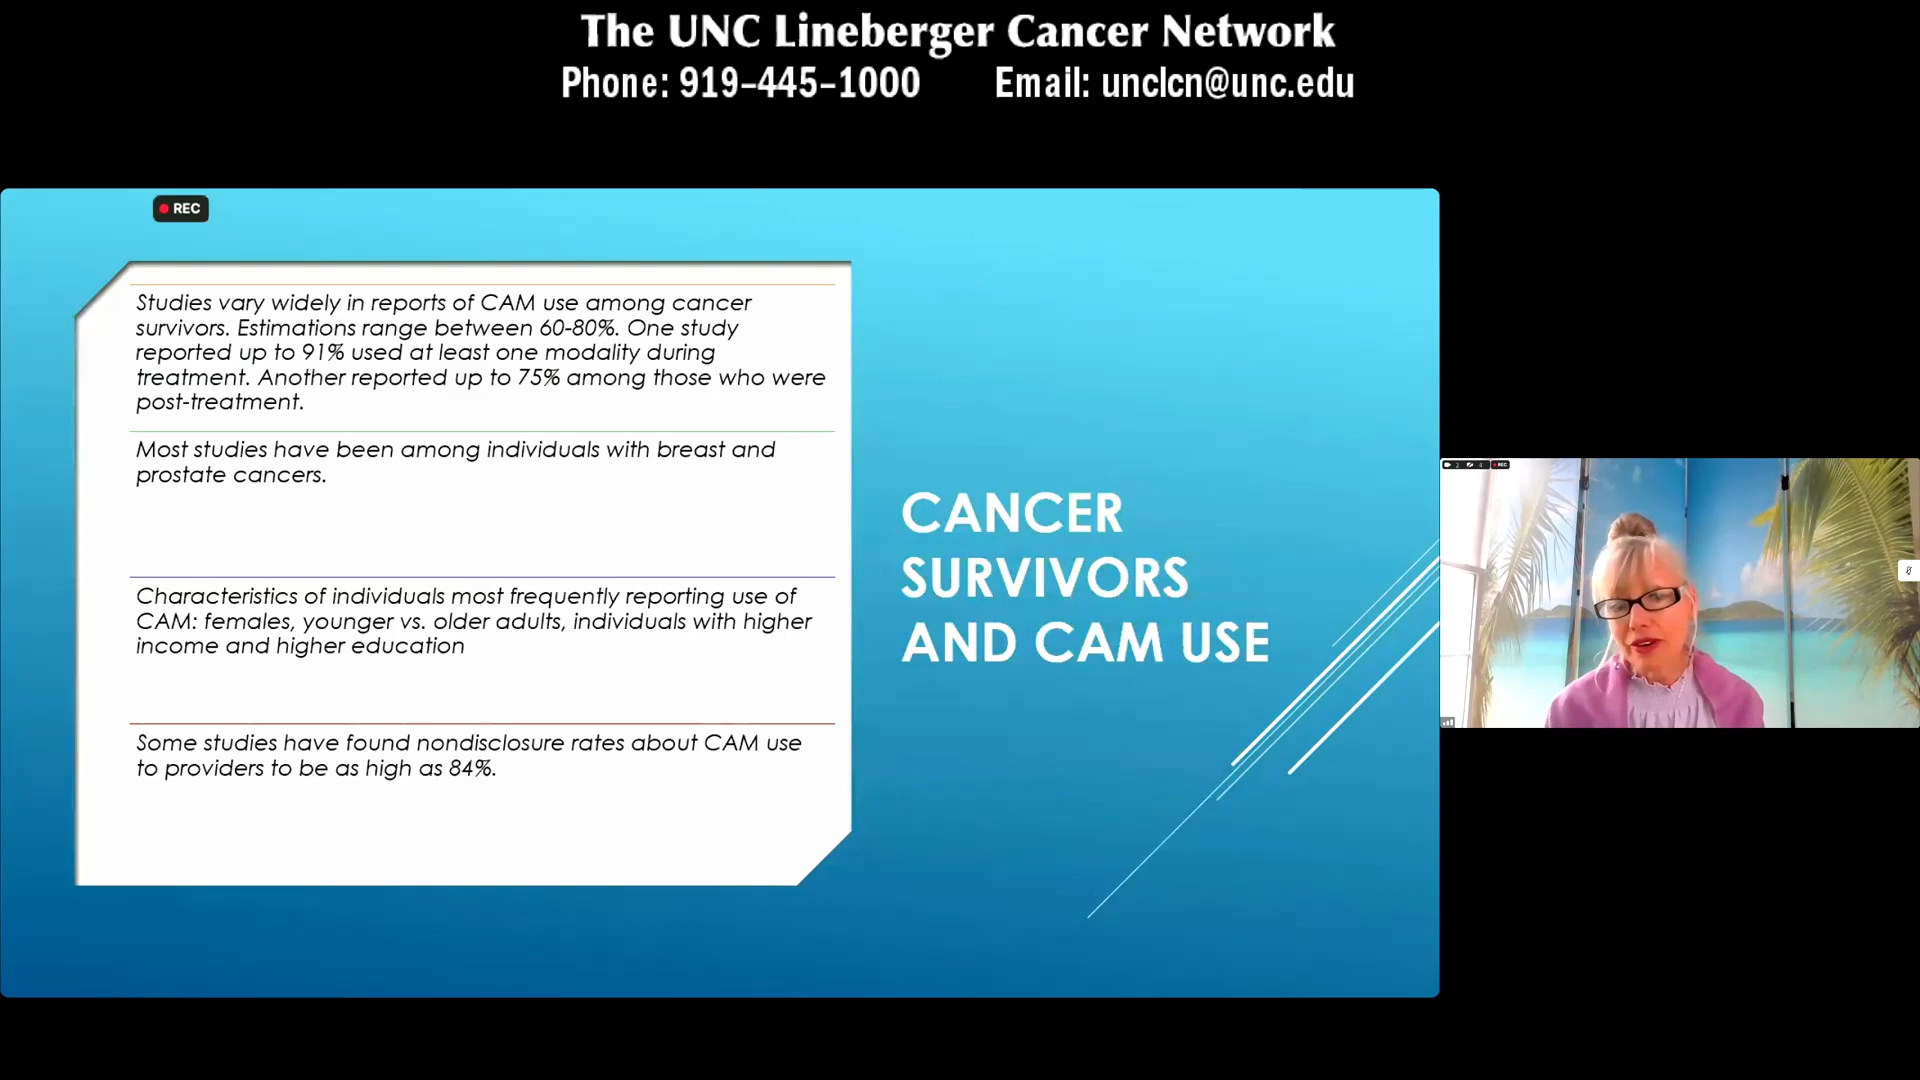 The UNC Lineberger Cancer Network
Phone: 919-445-1000 Email: unclcn@unc.edu
REC
Studies vary widely in reports of CAM use among cancer
survivors. Estimations range between 60-80%. One study
reported up to 91% used at least one modality during
treatment. Another reported up to 75% among those who were
post-treatment.
Most studies have been among individuals with breast and
prostate cancers.
Characteristics of individuals most frequently reporting use of
CAM: females, younger vs. older adults, individuals with higher
income and higher education
Some studies have found nondisclosure rates about CAM use
to providers to be as high as 84%.
CANCER
SURVIVORS
AND CAM USE
2 4 REC